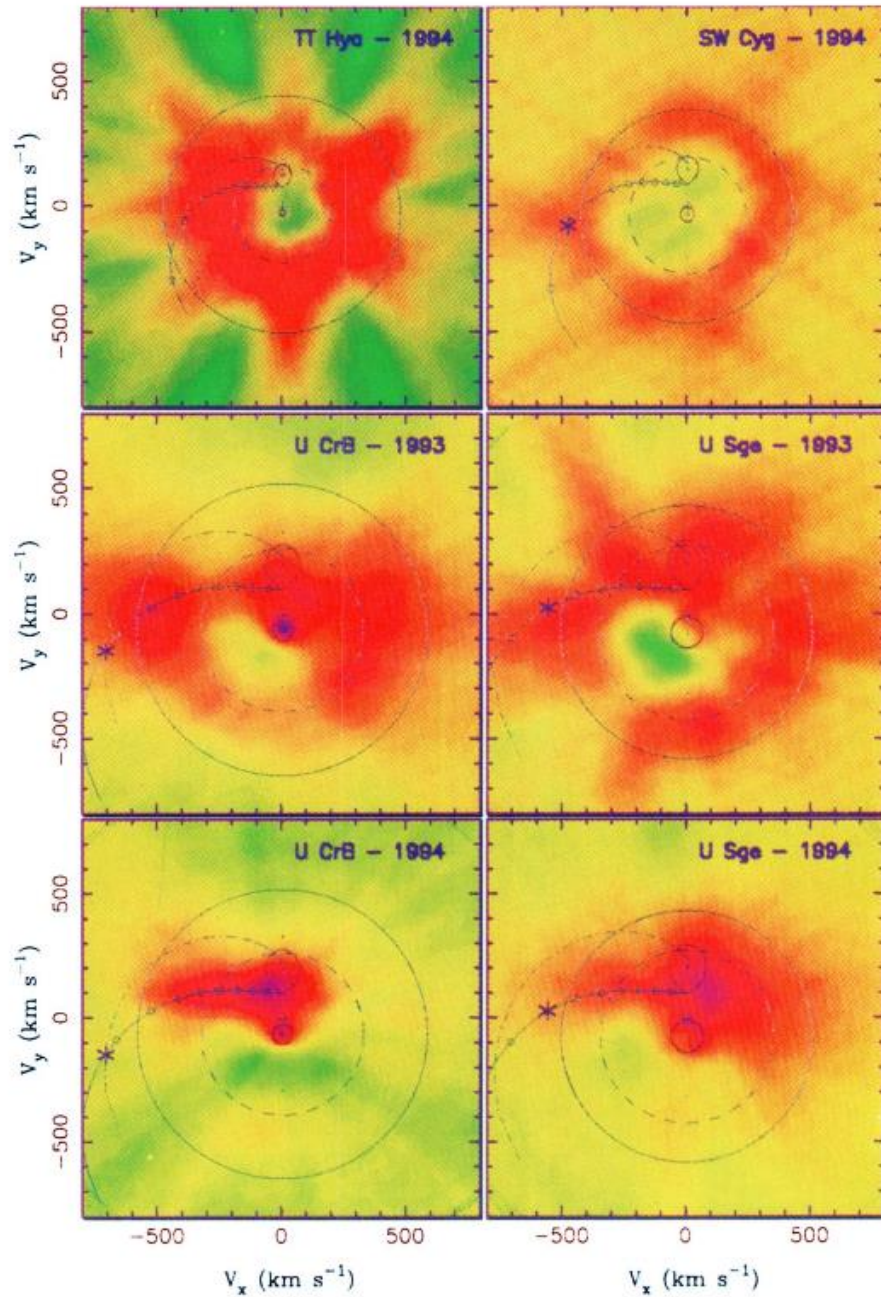 TT Hya – 1994
SW Cyg – 1994
500
0
−500
V_y (km s⁻¹)
U CrB – 1993
U Sge – 1993
500
0
−500
V_y (km s⁻¹)
U CrB – 1994
U Sge – 1994
500
0
−500
V_y (km s⁻¹)
−500 0 500
−500 0 500
V_x (km s⁻¹)
V_x (km s⁻¹)